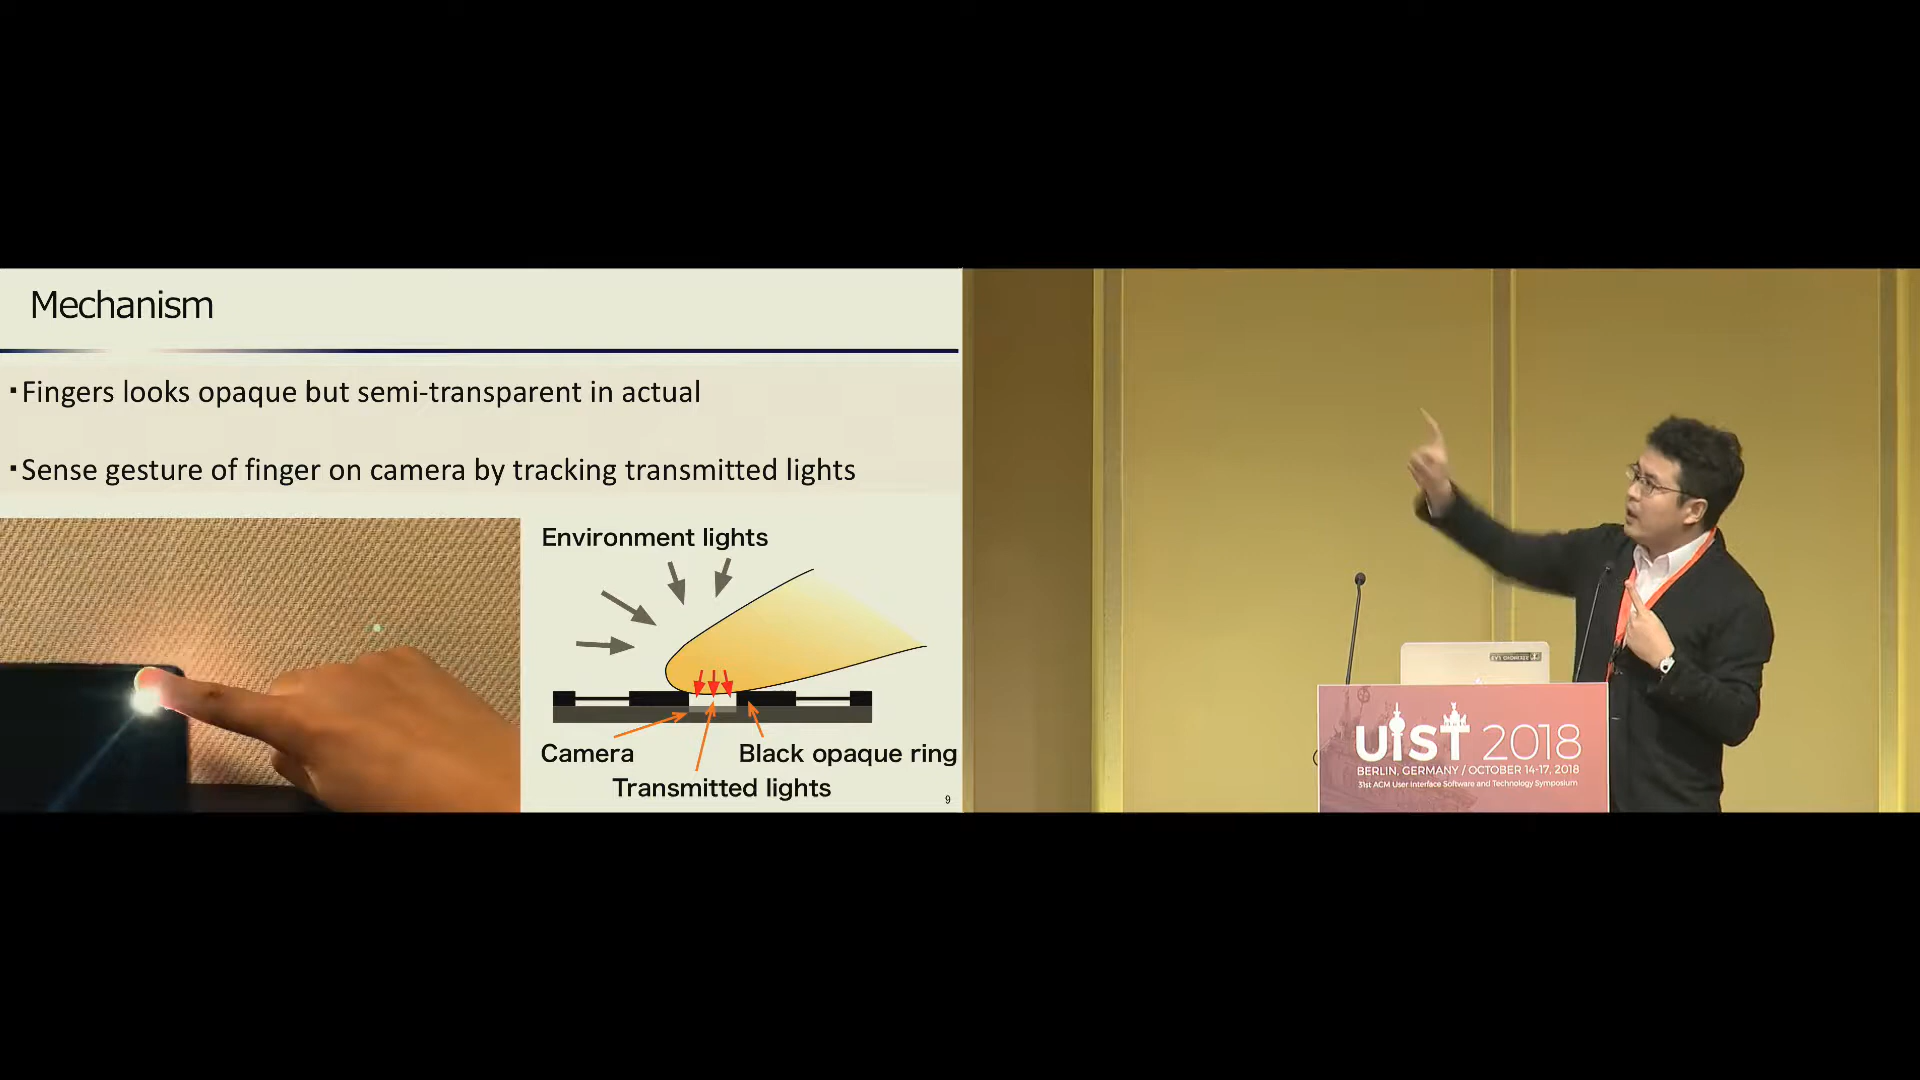 Mechanism
▪Fingers looks opaque but semi-transparent in actual
▪Sense gesture of finger on camera by tracking transmitted lights
Environment lights
Camera
Black opaque ring
Transmitted lights
9
UIST 2018
BERLIN, GERMANY / OCTOBER 14-17, 2018
31st ACM User Interface Software and Technology Symposium